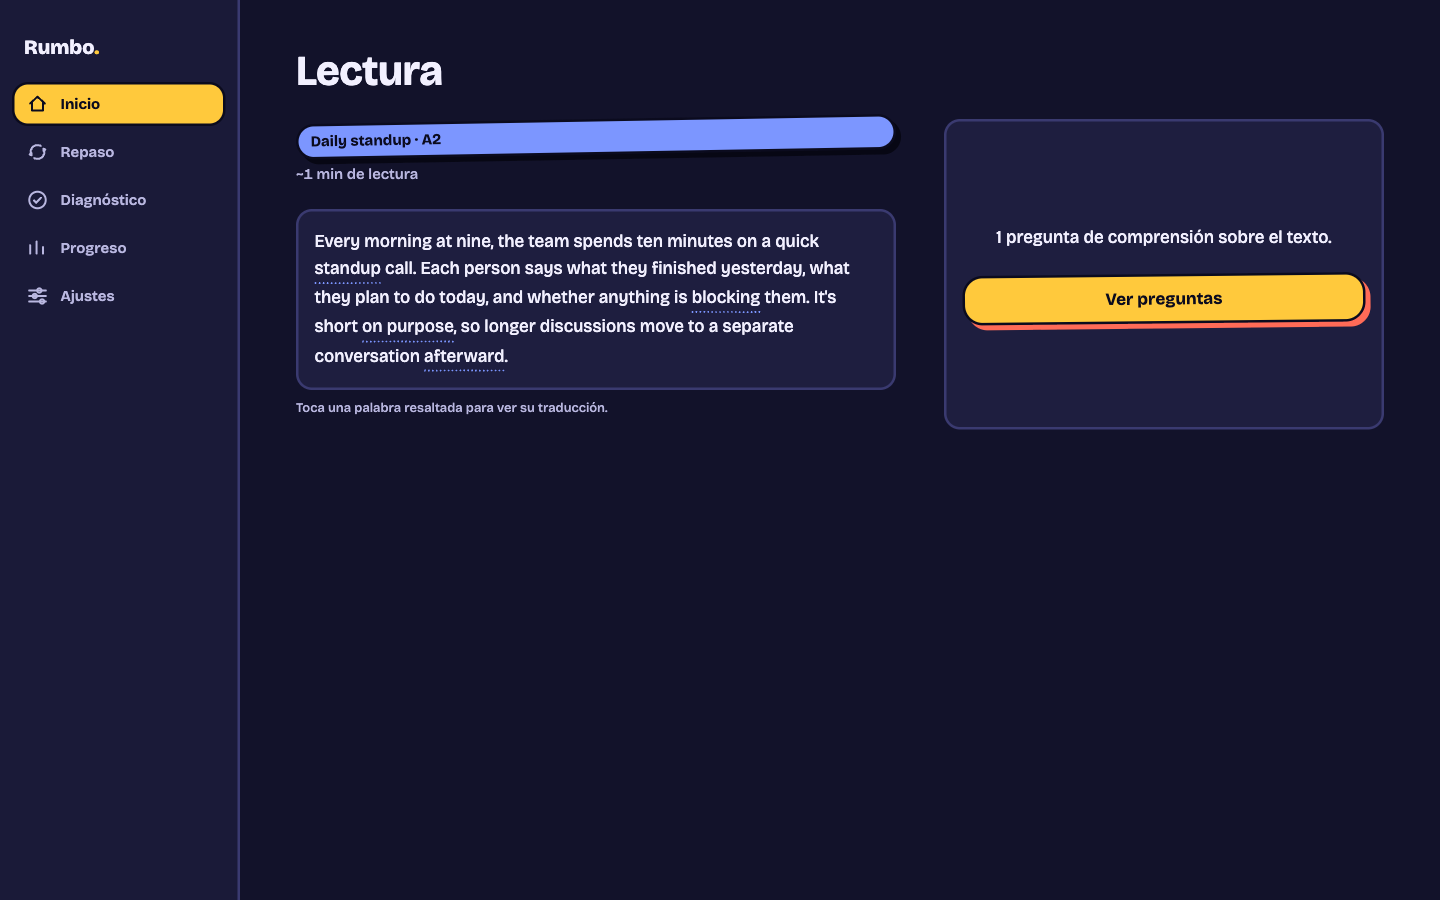 Rumbo.
Inicio
Repaso
Diagnóstico
Progreso
Ajustes
Lectura
Daily standup · A2
~1 min de lectura
Every morning at nine, the team spends ten minutes on a quick
standup call. Each person says what they finished yesterday, what
they plan to do today, and whether anything is blocking them. It's
short on purpose, so longer discussions move to a separate
conversation afterward.
Toca una palabra resaltada para ver su traducción.
1 pregunta de comprensión sobre el texto.
Ver preguntas